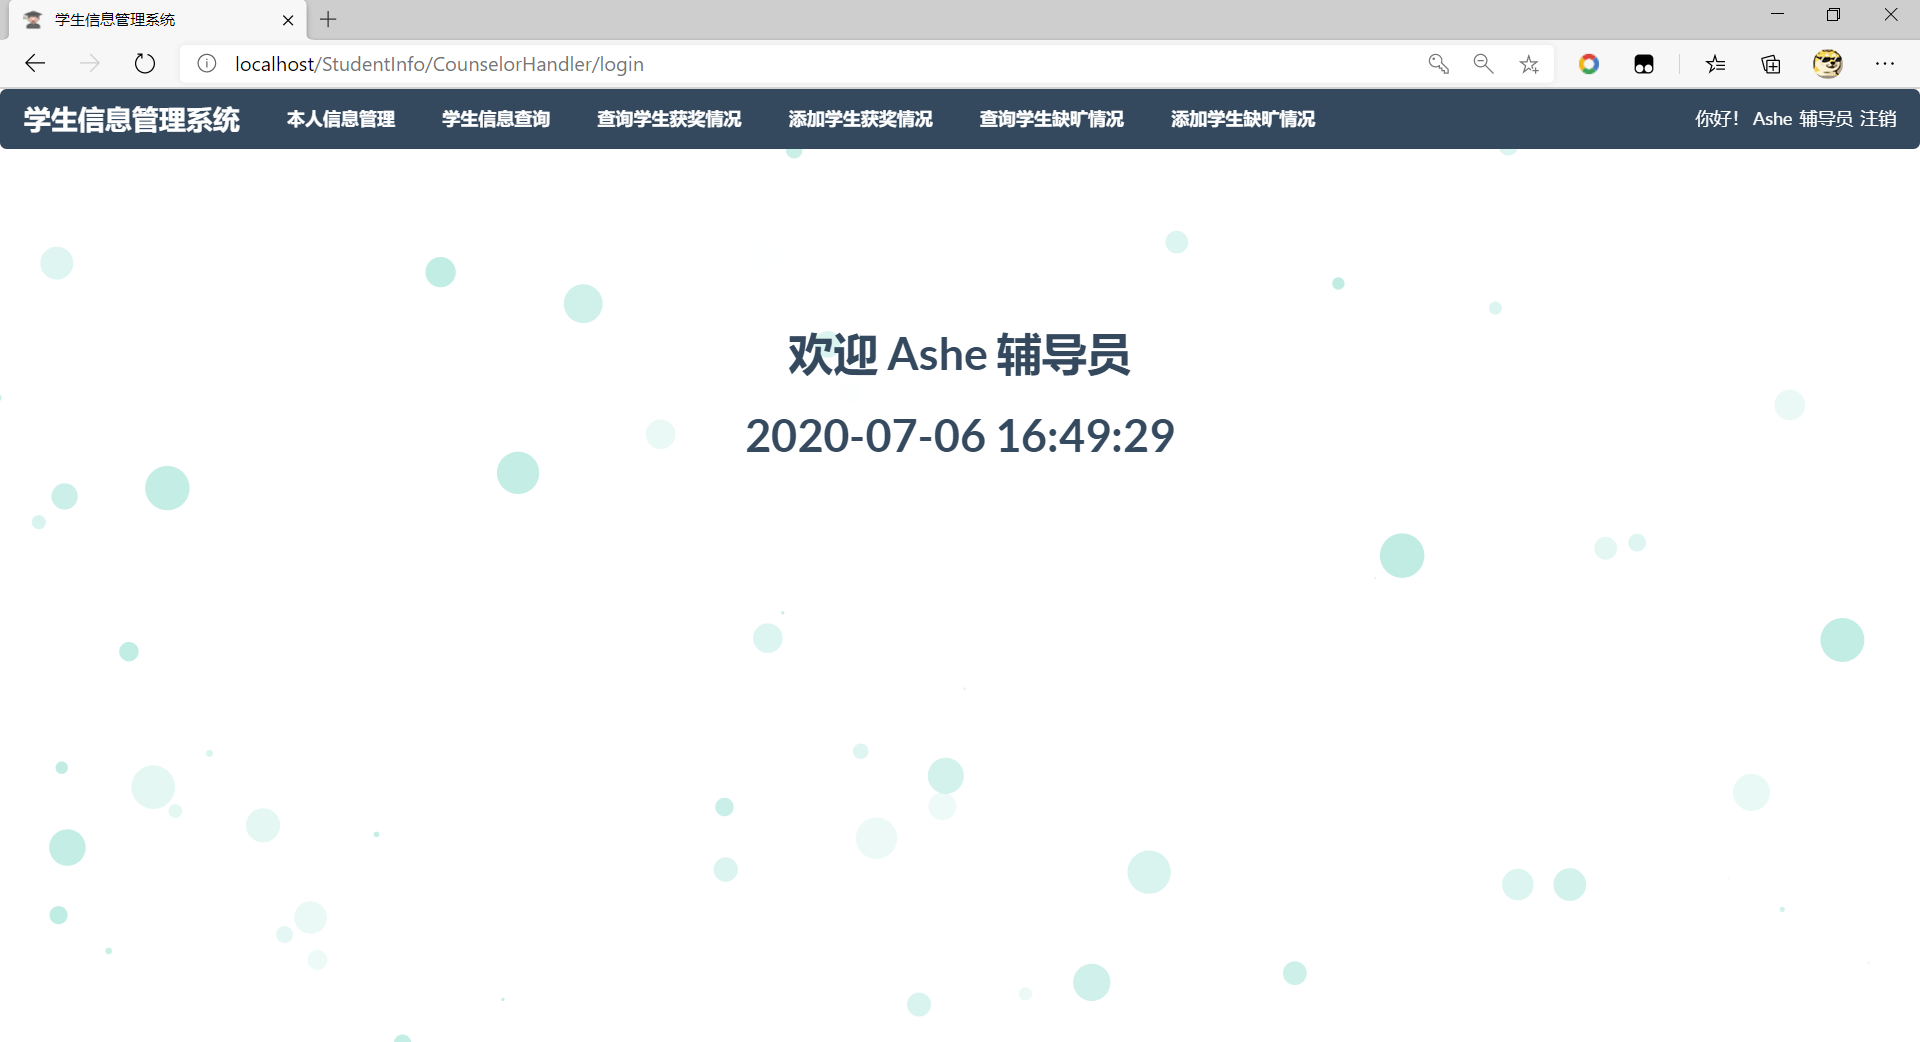 学生信息管理系统
localhost/StudentInfo/CounselorHandler/login
学生信息管理系统 本人信息管理 学生信息查询 查询学生获奖情况 添加学生获奖情况 查询学生缺旷情况 添加学生缺旷情况 你好! Ashe 辅导员 注销
欢迎 Ashe 辅导员
2020-07-06 16:49:29